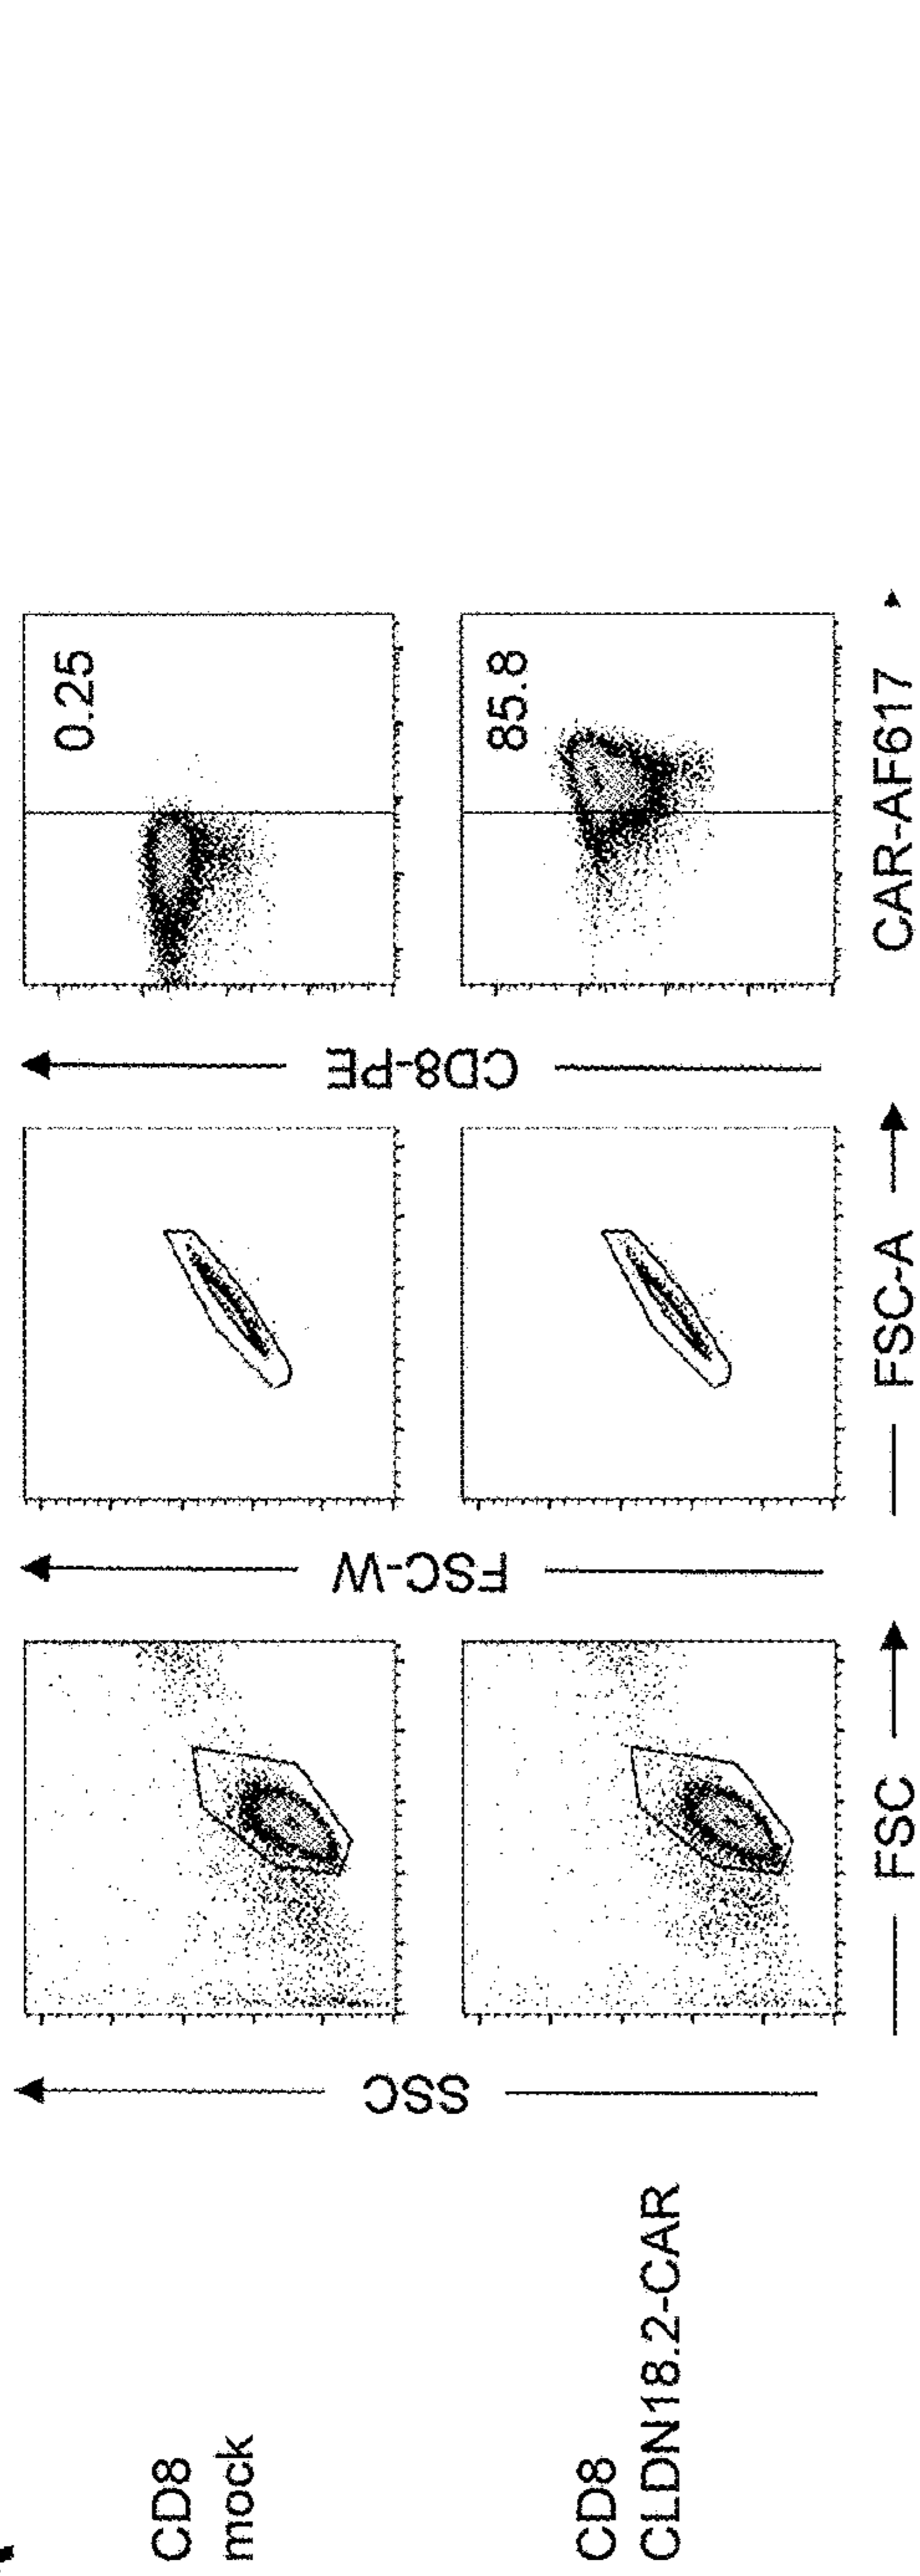 CD8
mock
SSC
FSC-W
CD8-PE
0.25
CD8
CLDN18.2-CAR
85.8
FSC
FSC-A
CAR-AF617